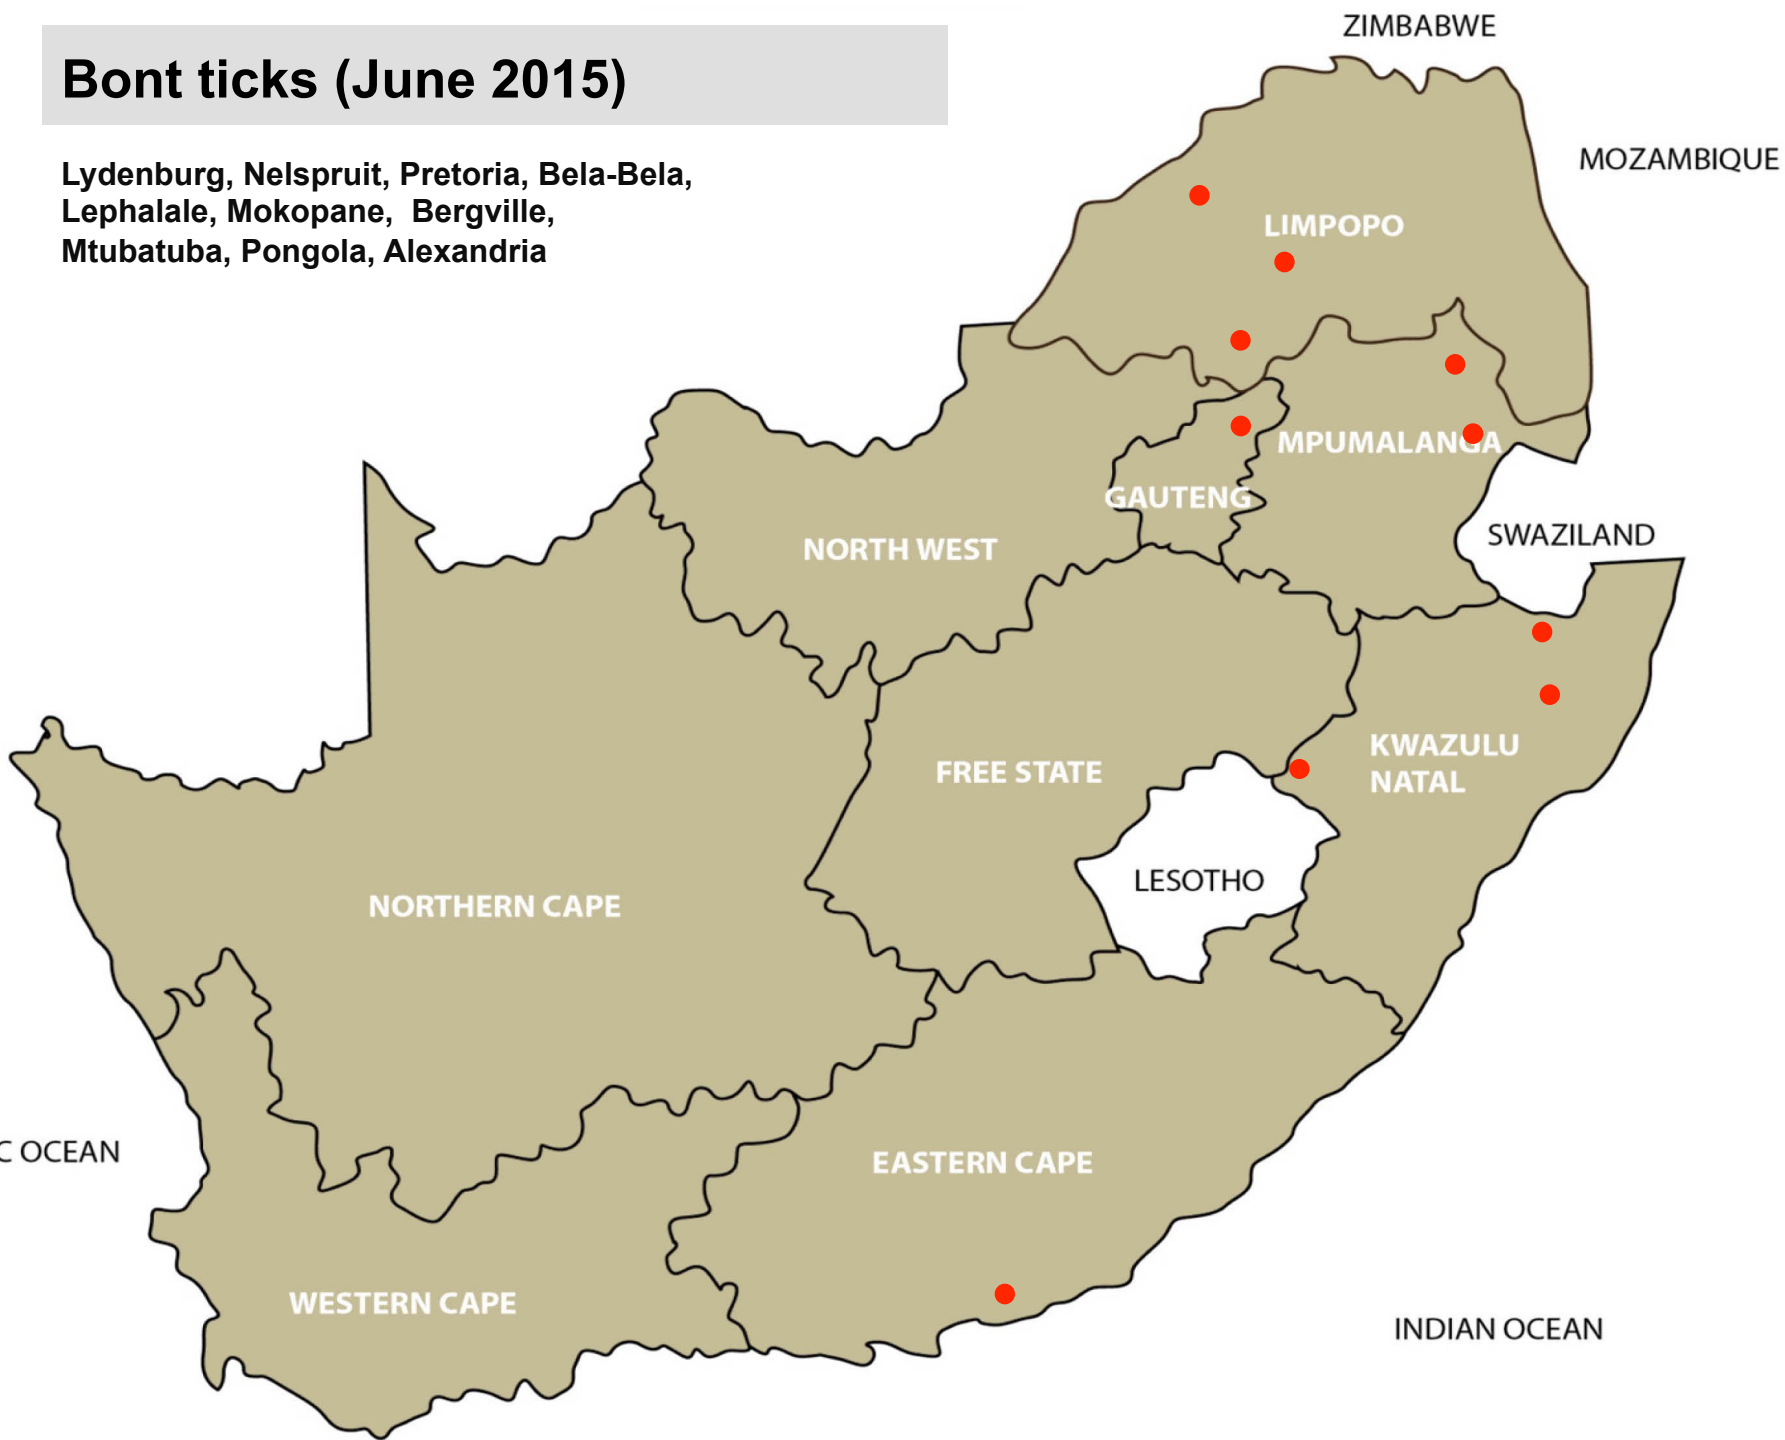 Bont ticks (June 2015)
Lydenburg, Nelspruit, Pretoria, Bela-Bela,
Lephalale, Mokopane,  Bergville,
Mtubatuba, Pongola, Alexandria
ZIMBABWE
MOZAMBIQUE
LIMPOPO
MPUMALANGA
GAUTENG
SWAZILAND
NORTH WEST
KWAZULU
NATAL
FREE STATE
LESOTHO
NORTHERN CAPE
C OCEAN
EASTERN CAPE
WESTERN CAPE
INDIAN OCEAN